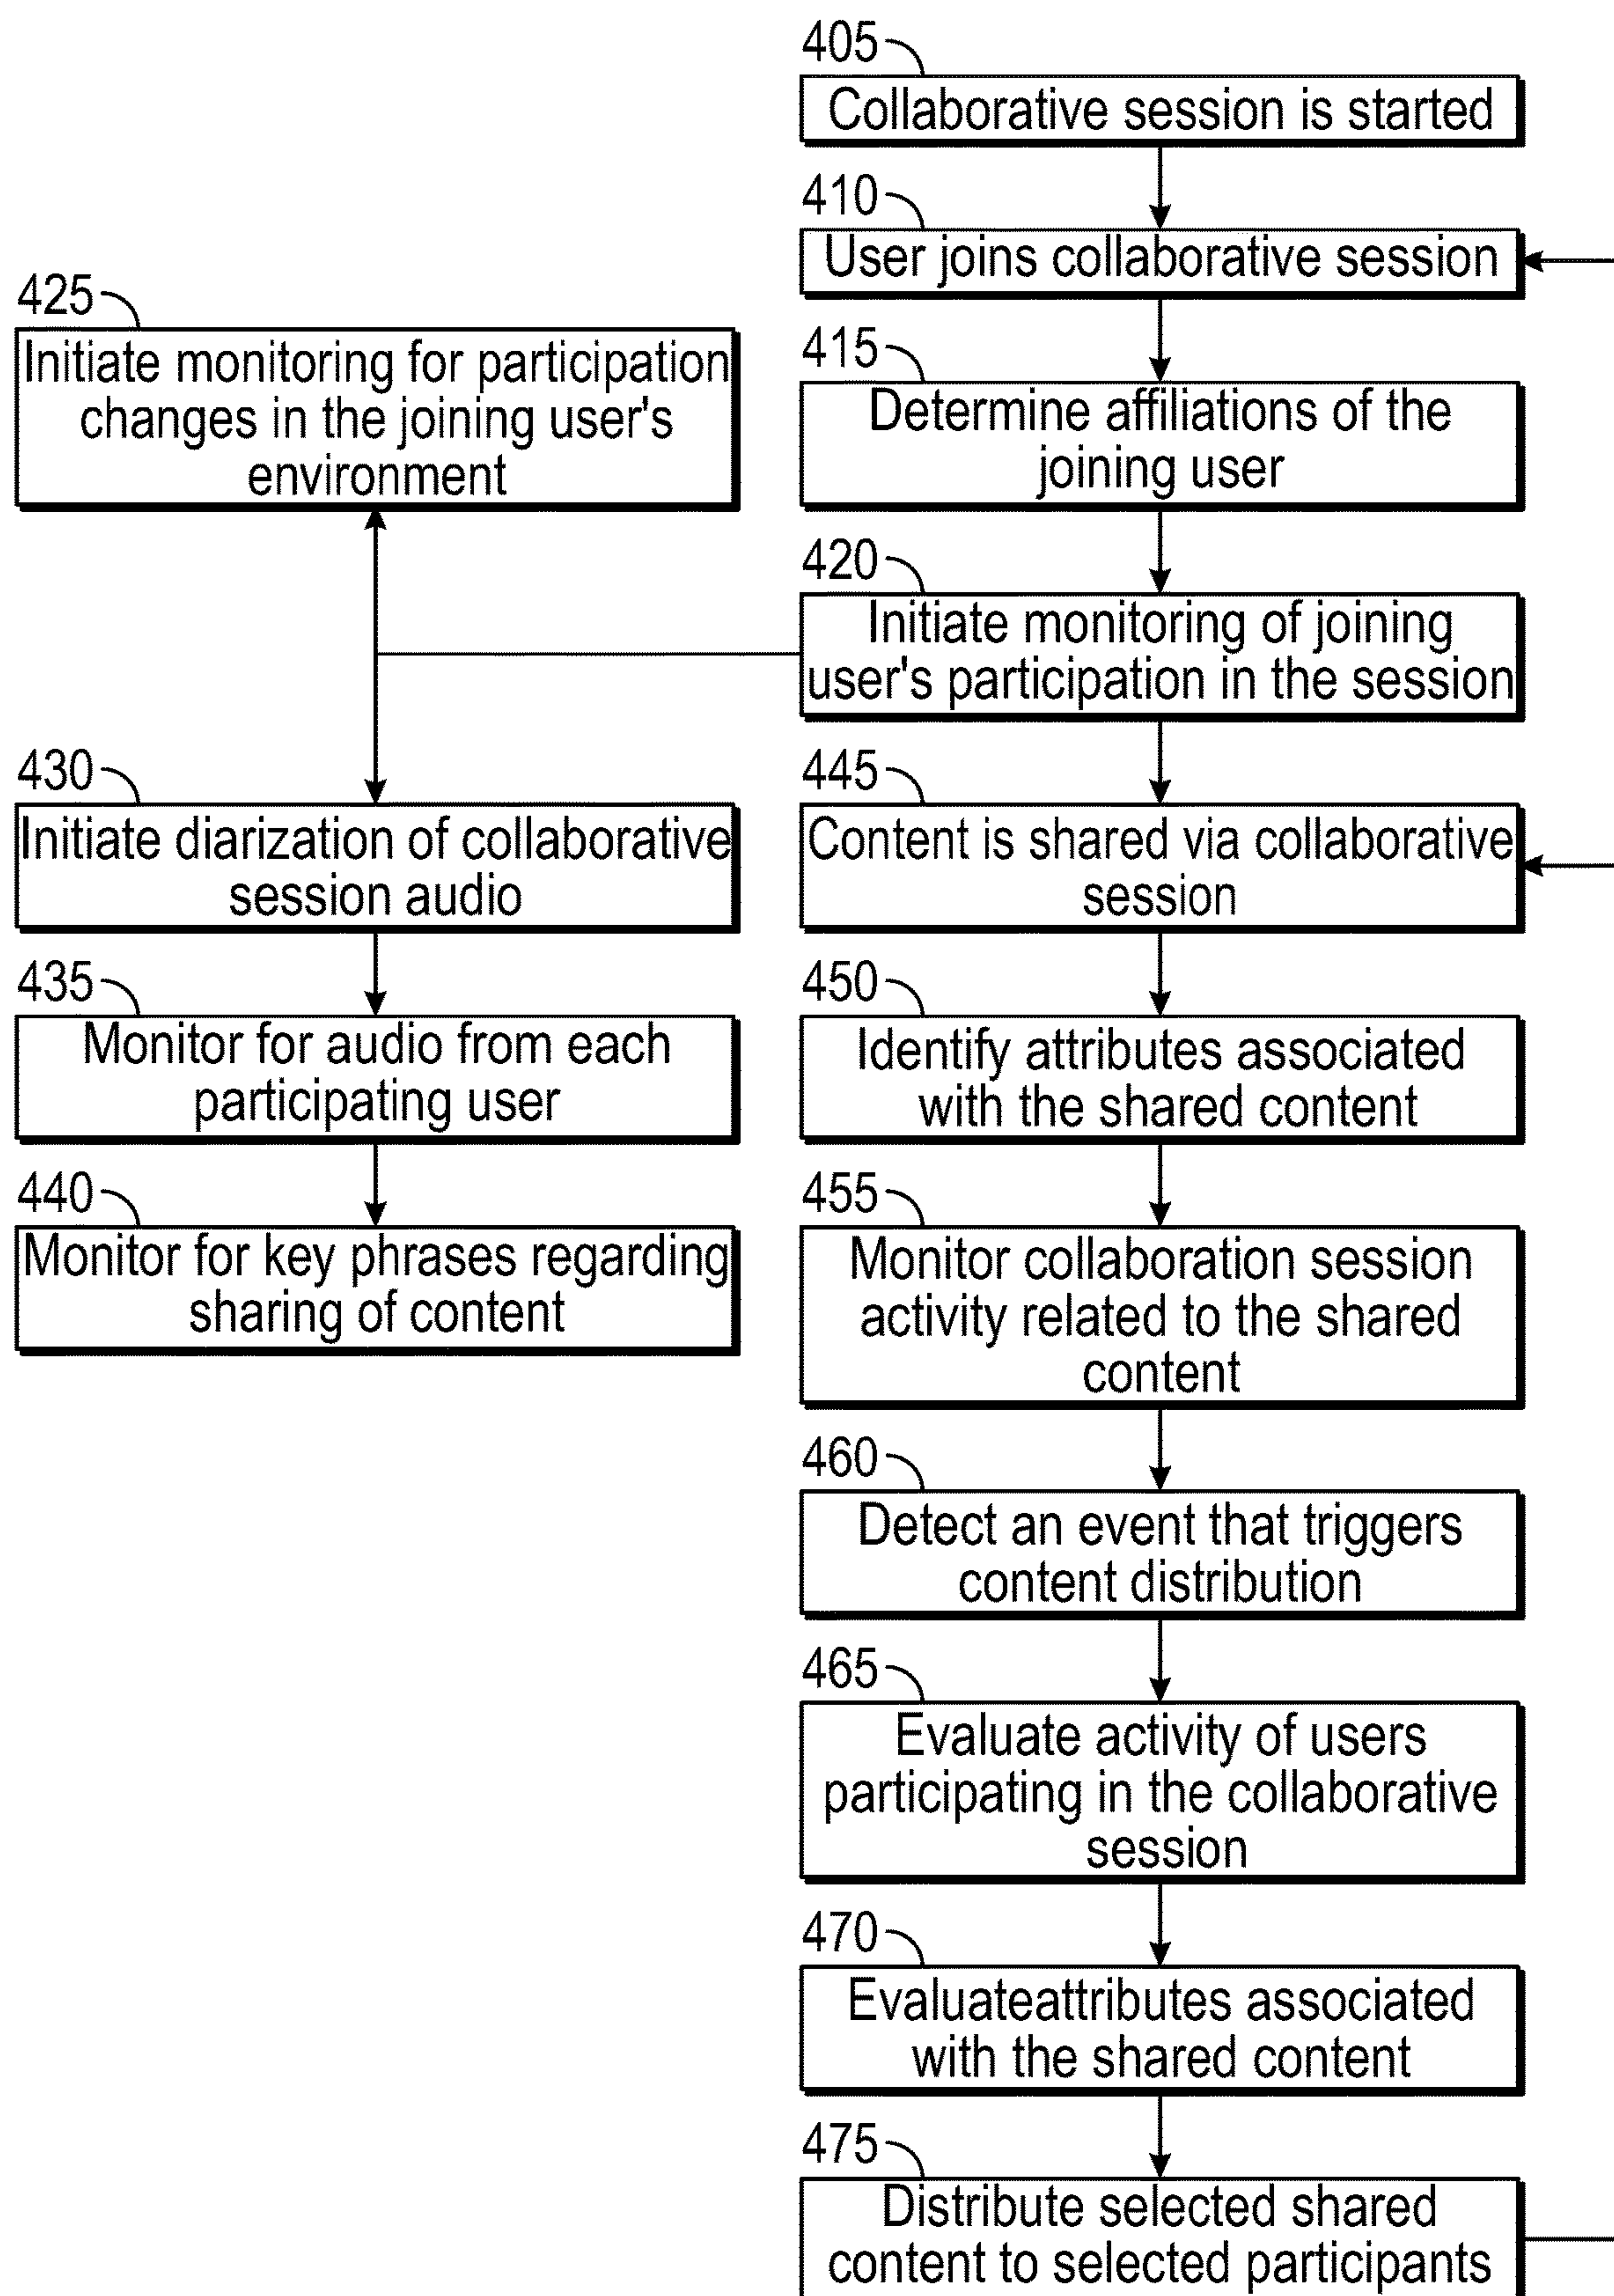 405
Collaborative session is started
410
User joins collaborative session
415
Determine affiliations of the
joining user
420
Initiate monitoring of joining
user's participation in the session
425
Initiate monitoring for participation
changes in the joining user's
environment
430
Initiate diarization of collaborative
session audio
435
Monitor for audio from each
participating user
440
Monitor for key phrases regarding
sharing of content
445
Content is shared via collaborative
session
450
Identify attributes associated
with the shared content
455
Monitor collaboration session
activity related to the shared
content
460
Detect an event that triggers
content distribution
465
Evaluate activity of users
participating in the collaborative
session
470
Evaluateattributes associated
with the shared content
475
Distribute selected shared
content to selected participants